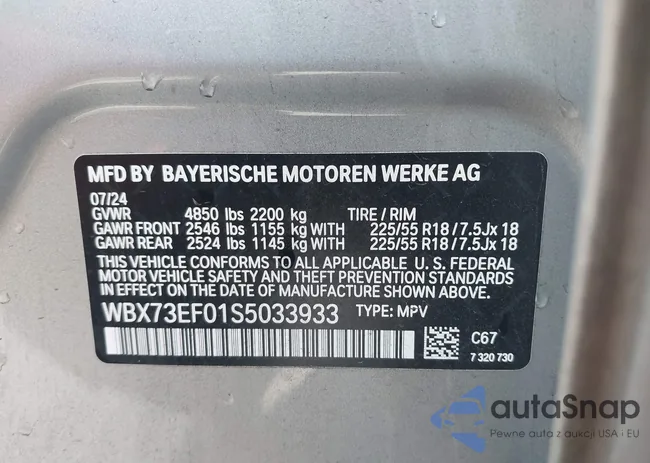 MFD BY BAYERISCHE MOTOREN WERKE AG
07/24
GVWR 4850 lbs 2200 kg TIRE / RIM
GAWR FRONT 2546 lbs 1155 kg WITH 225/55 R18 / 7.5Jx 18
GAWR REAR 2524 lbs 1145 kg WITH 225/55 R18 / 7.5Jx 18
THIS VEHICLE CONFORMS TO ALL APPLICABLE U. S. FEDERAL
MOTOR VEHICLE SAFETY AND THEFT PREVENTION STANDARDS
IN EFFECT ON THE DATE OF MANUFACTURE SHOWN ABOVE.
WBX73EF01S5033933 TYPE: MPV
C67
7 320 730
autaSnap
Pewne auta z aukcji USA i EU